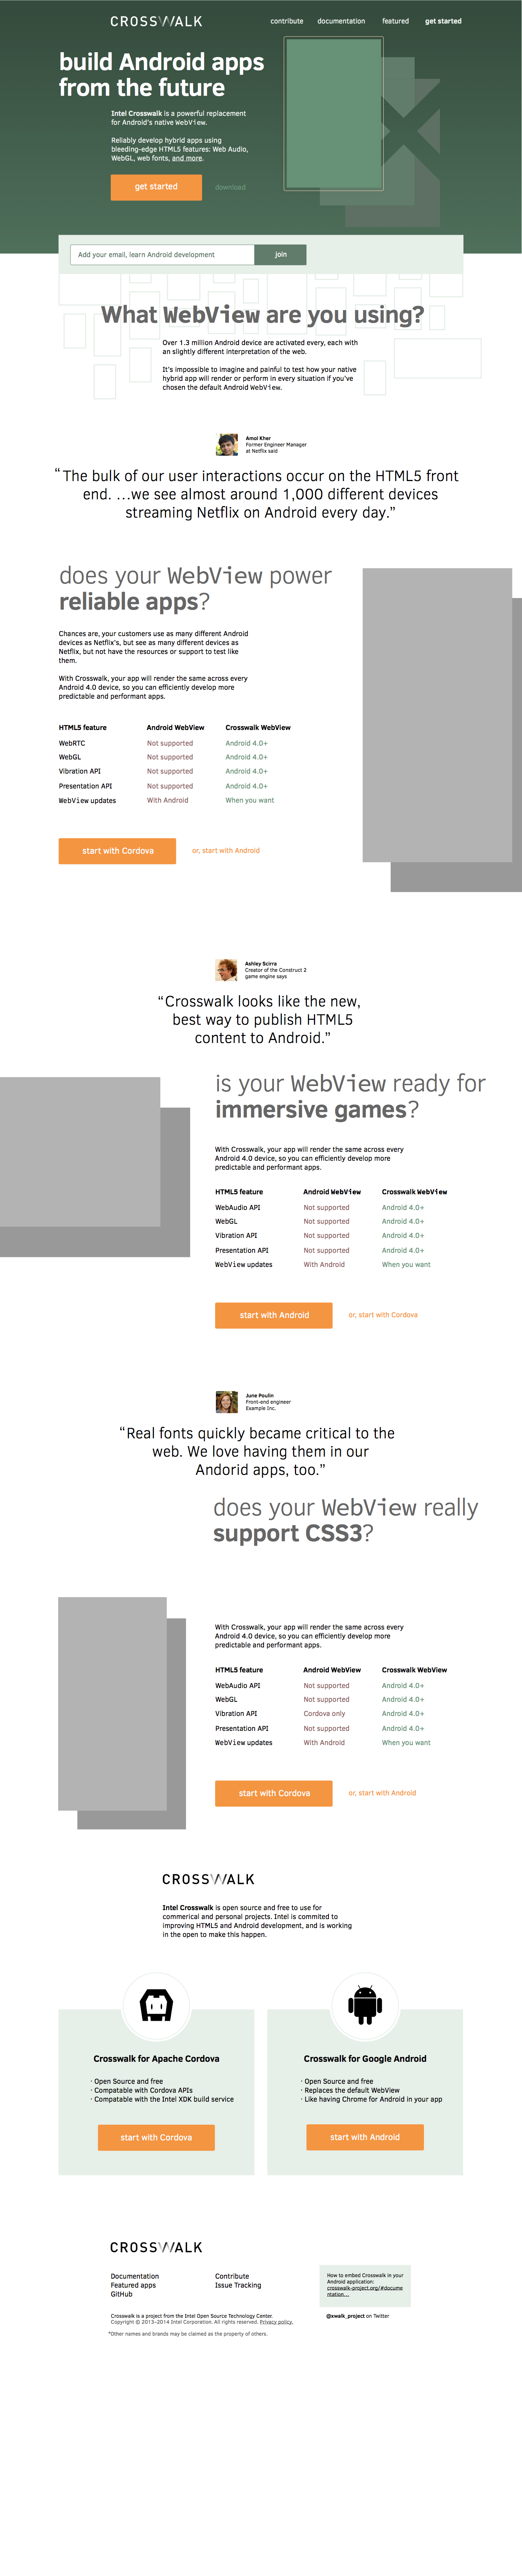 CROSSWALK
contribute documentation featured get started
build Android apps
from the future
Intel Crosswalk is a powerful replacement
for Android's native WebView.
Reliably develop hybrid apps using
bleeding-edge HTML5 features: Web Audio,
WebGL, web fonts, and more.
get started download
Add your email, learn Android development join
What WebView are you using?
Over 1.3 million Android device are activated every, each with
an slightly different interpretation of the web.
It's impossible to imagine and painful to test how your native
hybrid app will render or perform in every situation if you've
chosen the default Android WebView.
Amol Kher
Former Engineer Manager
at Netflix said
“The bulk of our user interactions occur on the HTML5 front
end. …we see almost around 1,000 different devices
streaming Netflix on Android every day.”
does your WebView power
reliable apps?
Chances are, your customers use as many different Android
devices as Netflix's, but see as many different devices as
Netflix, but not have the resources or support to test like
them.
With Crosswalk, your app will render the same across every
Android 4.0 device, so you can efficiently develop more
predictable and performant apps.
HTML5 feature Android WebView Crosswalk WebView
WebRTC Not supported Android 4.0+
WebGL Not supported Android 4.0+
Vibration API Not supported Android 4.0+
Presentation API Not supported Android 4.0+
WebView updates With Android When you want
start with Cordova or, start with Android
Ashley Scirra
Creator of the Construct 2
game engine says
“Crosswalk looks like the new,
best way to publish HTML5
content to Android.”
is your WebView ready for
immersive games?
With Crosswalk, your app will render the same across every
Android 4.0 device, so you can efficiently develop more
predictable and performant apps.
HTML5 feature Android WebView Crosswalk WebView
WebAudio API Not supported Android 4.0+
WebGL Not supported Android 4.0+
Vibration API Not supported Android 4.0+
Presentation API Not supported Android 4.0+
WebView updates With Android When you want
start with Android or, start with Cordova
June Poulin
Front-end engineer
Example Inc.
“Real fonts quickly became critical to the
web. We love having them in our
Andorid apps, too.”
does your WebView really
support CSS3?
With Crosswalk, your app will render the same across every
Android 4.0 device, so you can efficiently develop more
predictable and performant apps.
HTML5 feature Android WebView Crosswalk WebView
WebAudio API Not supported Android 4.0+
WebGL Not supported Android 4.0+
Vibration API Cordova only Android 4.0+
Presentation API Not supported Android 4.0+
WebView updates With Android When you want
start with Cordova or, start with Android
CROSSWALK
Intel Crosswalk is open source and free to use for
commerical and personal projects. Intel is commited to
improving HTML5 and Android development, and is working
in the open to make this happen.
Crosswalk for Apache Cordova
· Open Source and free
· Compatable with Cordova APIs
· Compatable with the Intel XDK build service
start with Cordova
Crosswalk for Google Android
· Open Source and free
· Replaces the default WebView
· Like having Chrome for Android in your app
start with Android
CROSSWALK
Documentation
Featured apps
GitHub
Contribute
Issue Tracking
How to embed Crosswalk in your
Android application:
crosswalk-project.org/#docume
ntation…
Crosswalk is a project from the Intel Open Source Technology Center.
Copyright © 2013–2014 Intel Corporation. All rights reserved. Privacy policy.
@xwalk_project on Twitter
*Other names and brands may be claimed as the property of others.